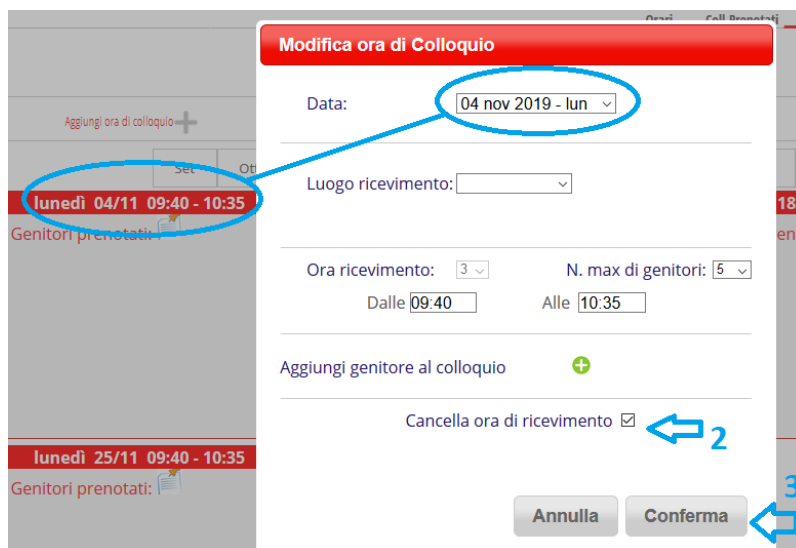 Orari Coll.Prenotati
Modifica ora di Colloquio
Data: 04 nov 2019 - lun
Aggiungi ora di colloquio
Set
lunedì 04/11 09:40 - 10:35
18
Genitori prenotati:
Luogo ricevimento:
Ora ricevimento: 3 N. max di genitori: 5
Dalle 09:40 Alle 10:35
Aggiungi genitore al colloquio
Cancella ora di ricevimento
2
lunedì 25/11 09:40 - 10:35
Genitori prenotati:
3
Annulla Conferma